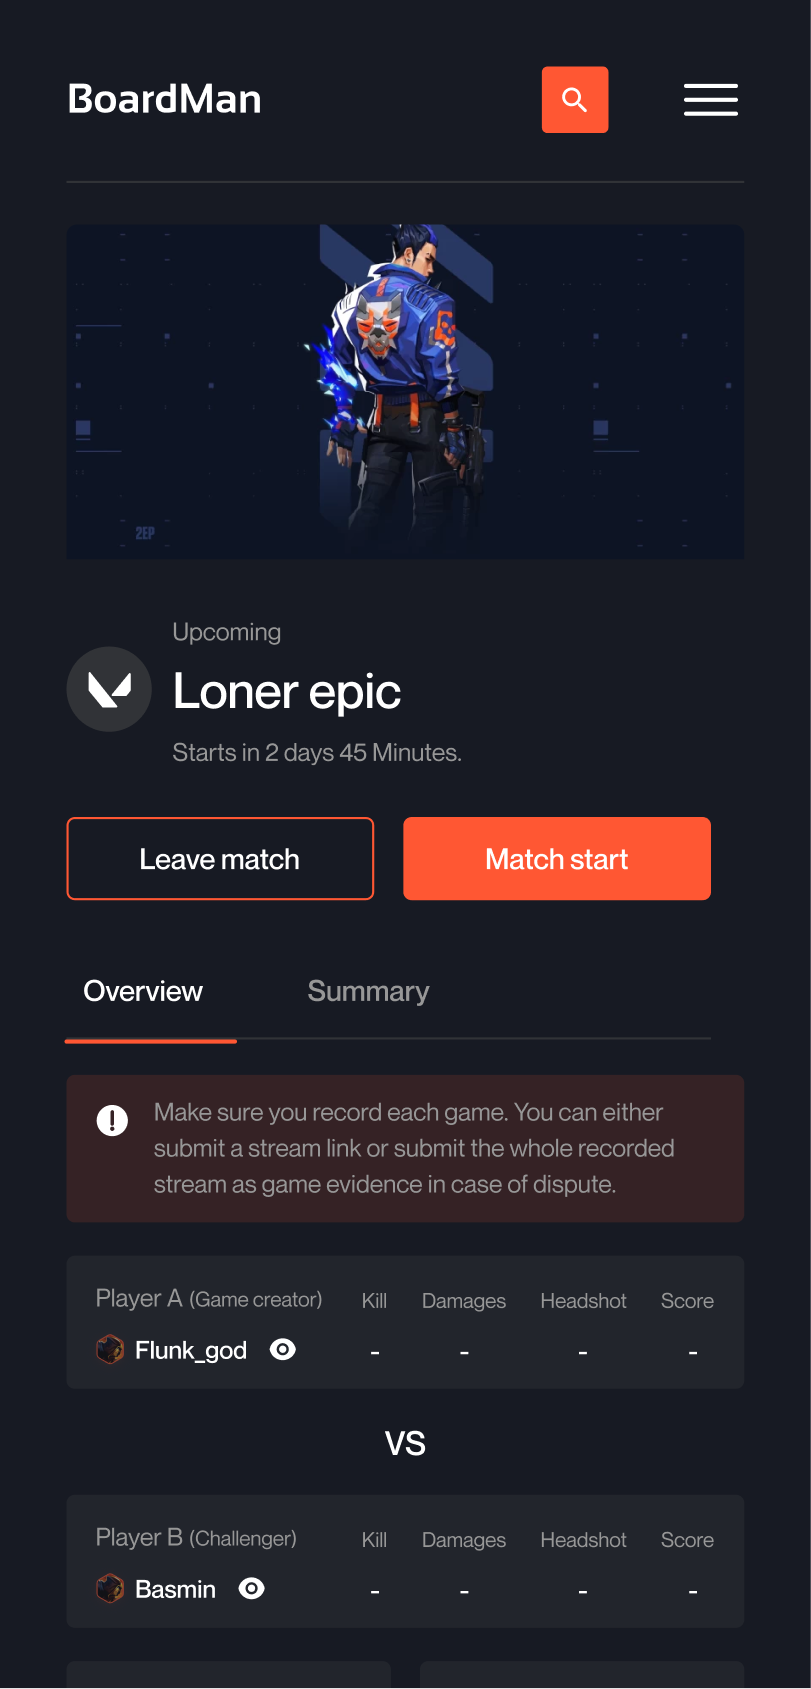 BoardMan
2EP
Upcoming
Loner epic
Starts in 2 days 45 Minutes.
Leave match
Match start
Overview
Summary
Make sure you record each game. You can either
submit a stream link or submit the whole recorded
stream as game evidence in case of dispute.
Player A (Game creator) Kill Damages Headshot Score
Flunk_god - - - -
VS
Player B (Challenger) Kill Damages Headshot Score
Basmin - - - -